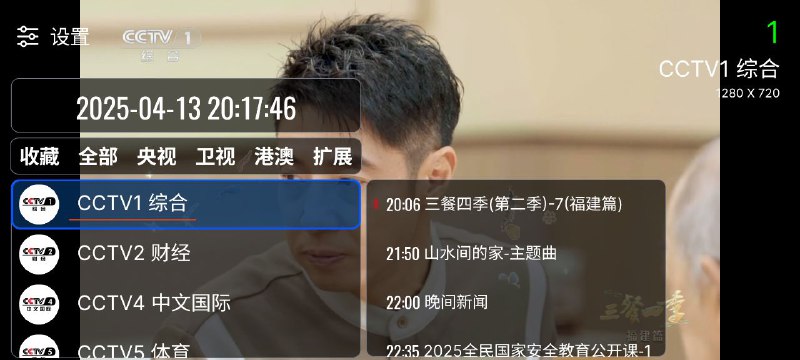 设置
CCTV 1
综合
1
CCTV1 综合
1280 X 720
2025-04-13 20:17:46
收藏 全部 央视 卫视 港澳 扩展
CCTV1 综合
CCTV2 财经
CCTV4 中文国际
CCTV5 体育
20:06 三餐四季(第二季)-7(福建篇)
21:50 山水间的家-主题曲
22:00 晚间新闻
22:35 2025全民国家安全教育公开课-1
三餐四季
福建篇